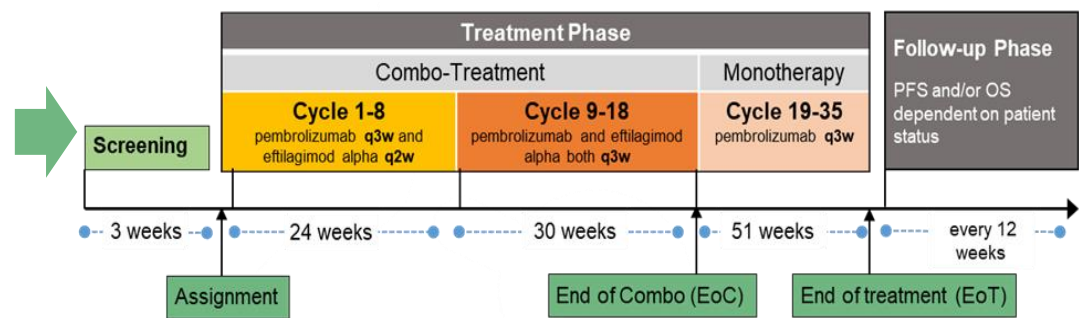 Treatment Phase
Combo-Treatment
Monotherapy
Screening
Cycle 1-8
pembrolizumab q3w and
eftilagimod alpha q2w
Cycle 9-18
pembrolizumab and eftilagimod
alpha both q3w
Cycle 19-35
pembrolizumab q3w
Follow-up Phase
PFS and/or OS
dependent on patient
status
3 weeks
24 weeks
30 weeks
51 weeks
every 12
weeks
Assignment
End of Combo (EoC)
End of treatment (EoT)